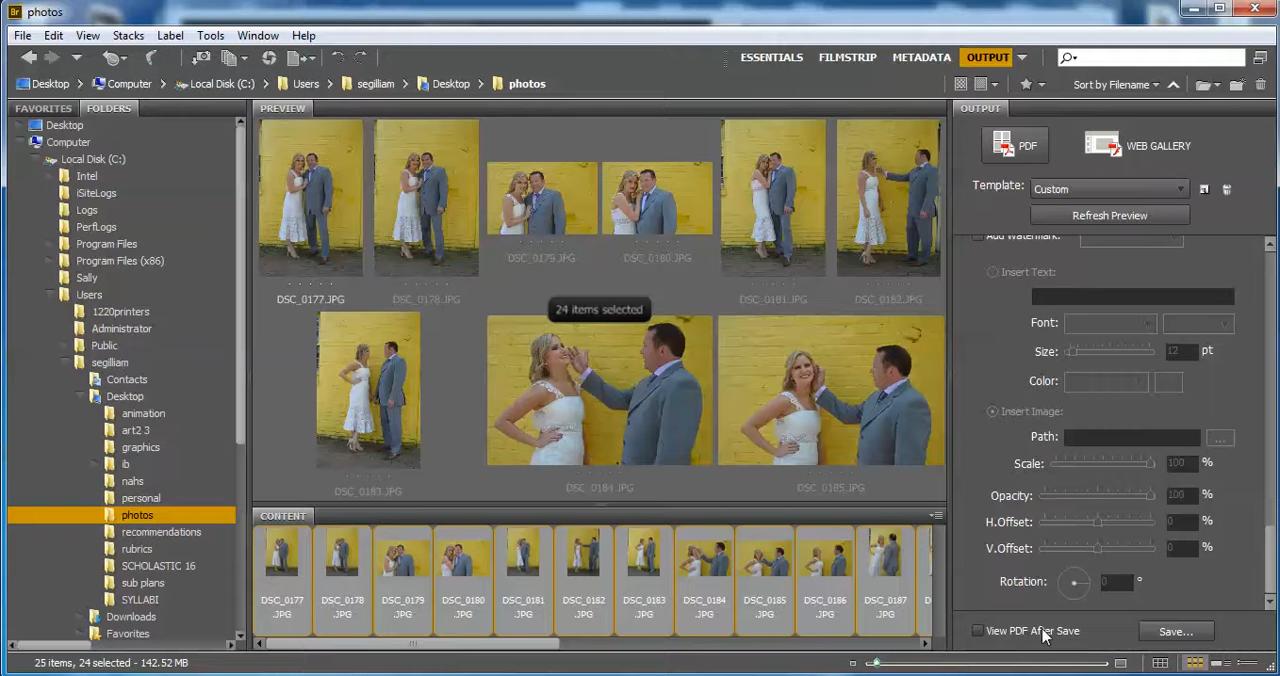 Br photos
File Edit View Stacks Label Tools Window Help
ESSENTIALS FILMSTRIP METADATA OUTPUT
Desktop Computer Local Disk (C:) Users segilliam Desktop photos
Sort by Filename
FAVORITES FOLDERS
Desktop
Computer
Local Disk (C:)
Intel
iSiteLogs
Logs
PerfLogs
Program Files
Program Files (x86)
Sally
Users
1220printers
Administrator
Public
segilliam
Contacts
Desktop
animation
art2 3
graphics
ib
nahs
personal
photos
recommendations
rubrics
SCHOLASTIC 16
sub plans
SYLLABI
Downloads
Favorites
PREVIEW
DSC_0179.JPG DSC_0180.JPG
DSC_0177.JPG DSC_0178.JPG DSC_0181.JPG DSC_0182.JPG
24 items selected
DSC_0183.JPG DSC_0184.JPG DSC_0185.JPG
CONTENT
DSC_0177 DSC_0178 DSC_0179 DSC_0180 DSC_0181 DSC_0182 DSC_0183 DSC_0184 DSC_0185 DSC_0186 DSC_0187 D
.JPG .JPG .JPG .JPG .JPG .JPG .JPG .JPG .JPG .JPG .JPG
OUTPUT
PDF WEB GALLERY
Template: Custom
Refresh Preview
Add Watermark:
Insert Text:
Font:
Size: 12 pt
Color:
Insert Image:
Path: ...
Scale: 100 %
Opacity: 100 %
H.Offset: 0 %
V.Offset: 0 %
Rotation: 0 °
View PDF After Save Save...
25 items, 24 selected - 142.52 MB